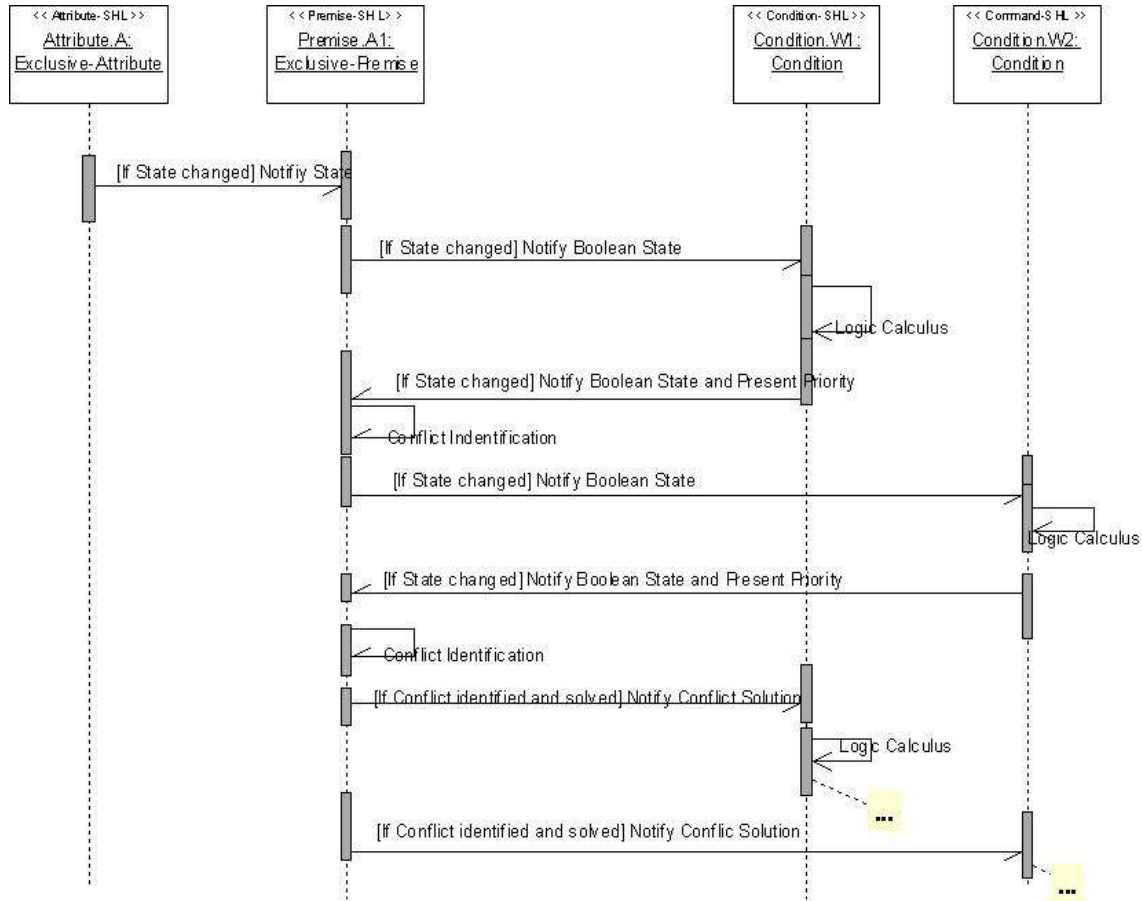 << Attribute-SHL>>
Attribute.A:
Exclusive-Attribute
<< Premise-SHL> >
Premise.A1:
Exclusive-Premise
<< Condition-SHL>>
Condition.W1:
Condition
<< Command-SHL >>
Condition.W2:
Condition
[If State changed] Notifiy State
[If State changed] Notify Boolean State
Logic Calculus
[If State changed] Notify Boolean State and Present Priority
Conflict Indentification
[If State changed] Notify Boolean State
Logic Calculus
[If State changed] Notify Boolean State and Present Priority
Conflict Identification
[If Conflict identified and solved] Notify Conflict Solution
Logic Calculus
...
[If Conflict identified and solved] Notify Conflic Solution
...